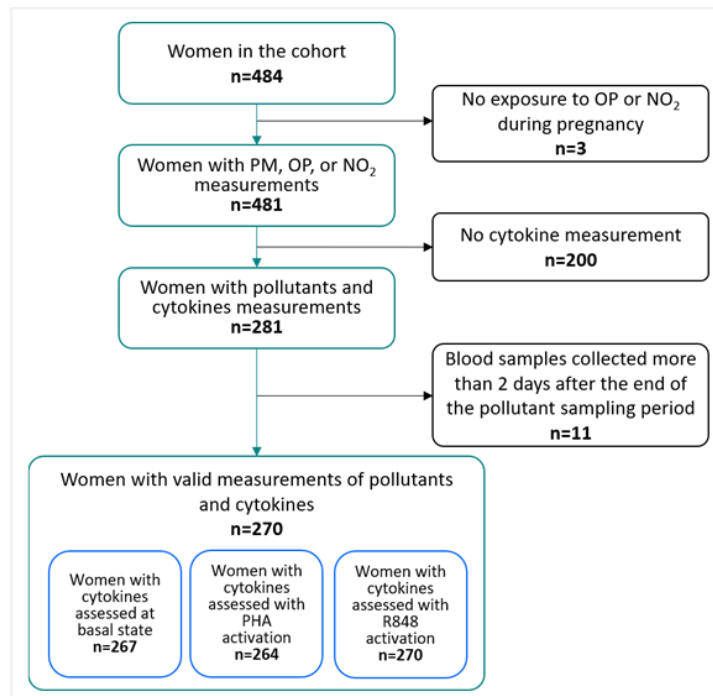 Women in the cohort
n=484
No exposure to OP or NO₂
during pregnancy
n=3
Women with PM, OP, or NO₂
measurements
n=481
No cytokine measurement
n=200
Women with pollutants and
cytokines measurements
n=281
Blood samples collected more
than 2 days after the end of
the pollutant sampling period
n=11
Women with valid measurements of pollutants
and cytokines
n=270
Women with
cytokines
assessed at
basal state
n=267
Women with
cytokines
assessed with
PHA
activation
n=264
Women with
cytokines
assessed with
R848
activation
n=270